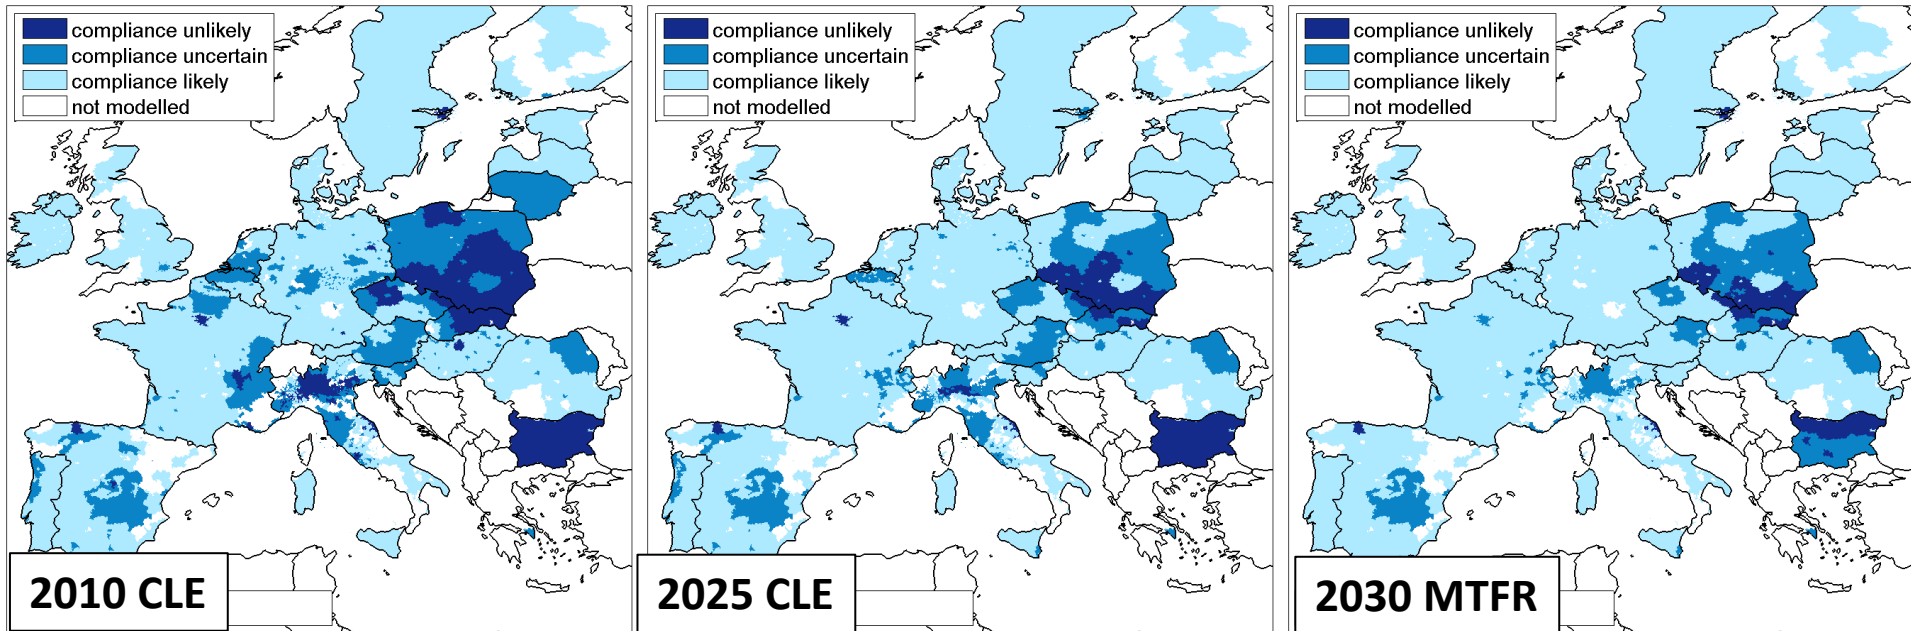 compliance unlikely
compliance uncertain
compliance likely
not modelled
2010 CLE
compliance unlikely
compliance uncertain
compliance likely
not modelled
2025 CLE
compliance unlikely
compliance uncertain
compliance likely
not modelled
2030 MTFR